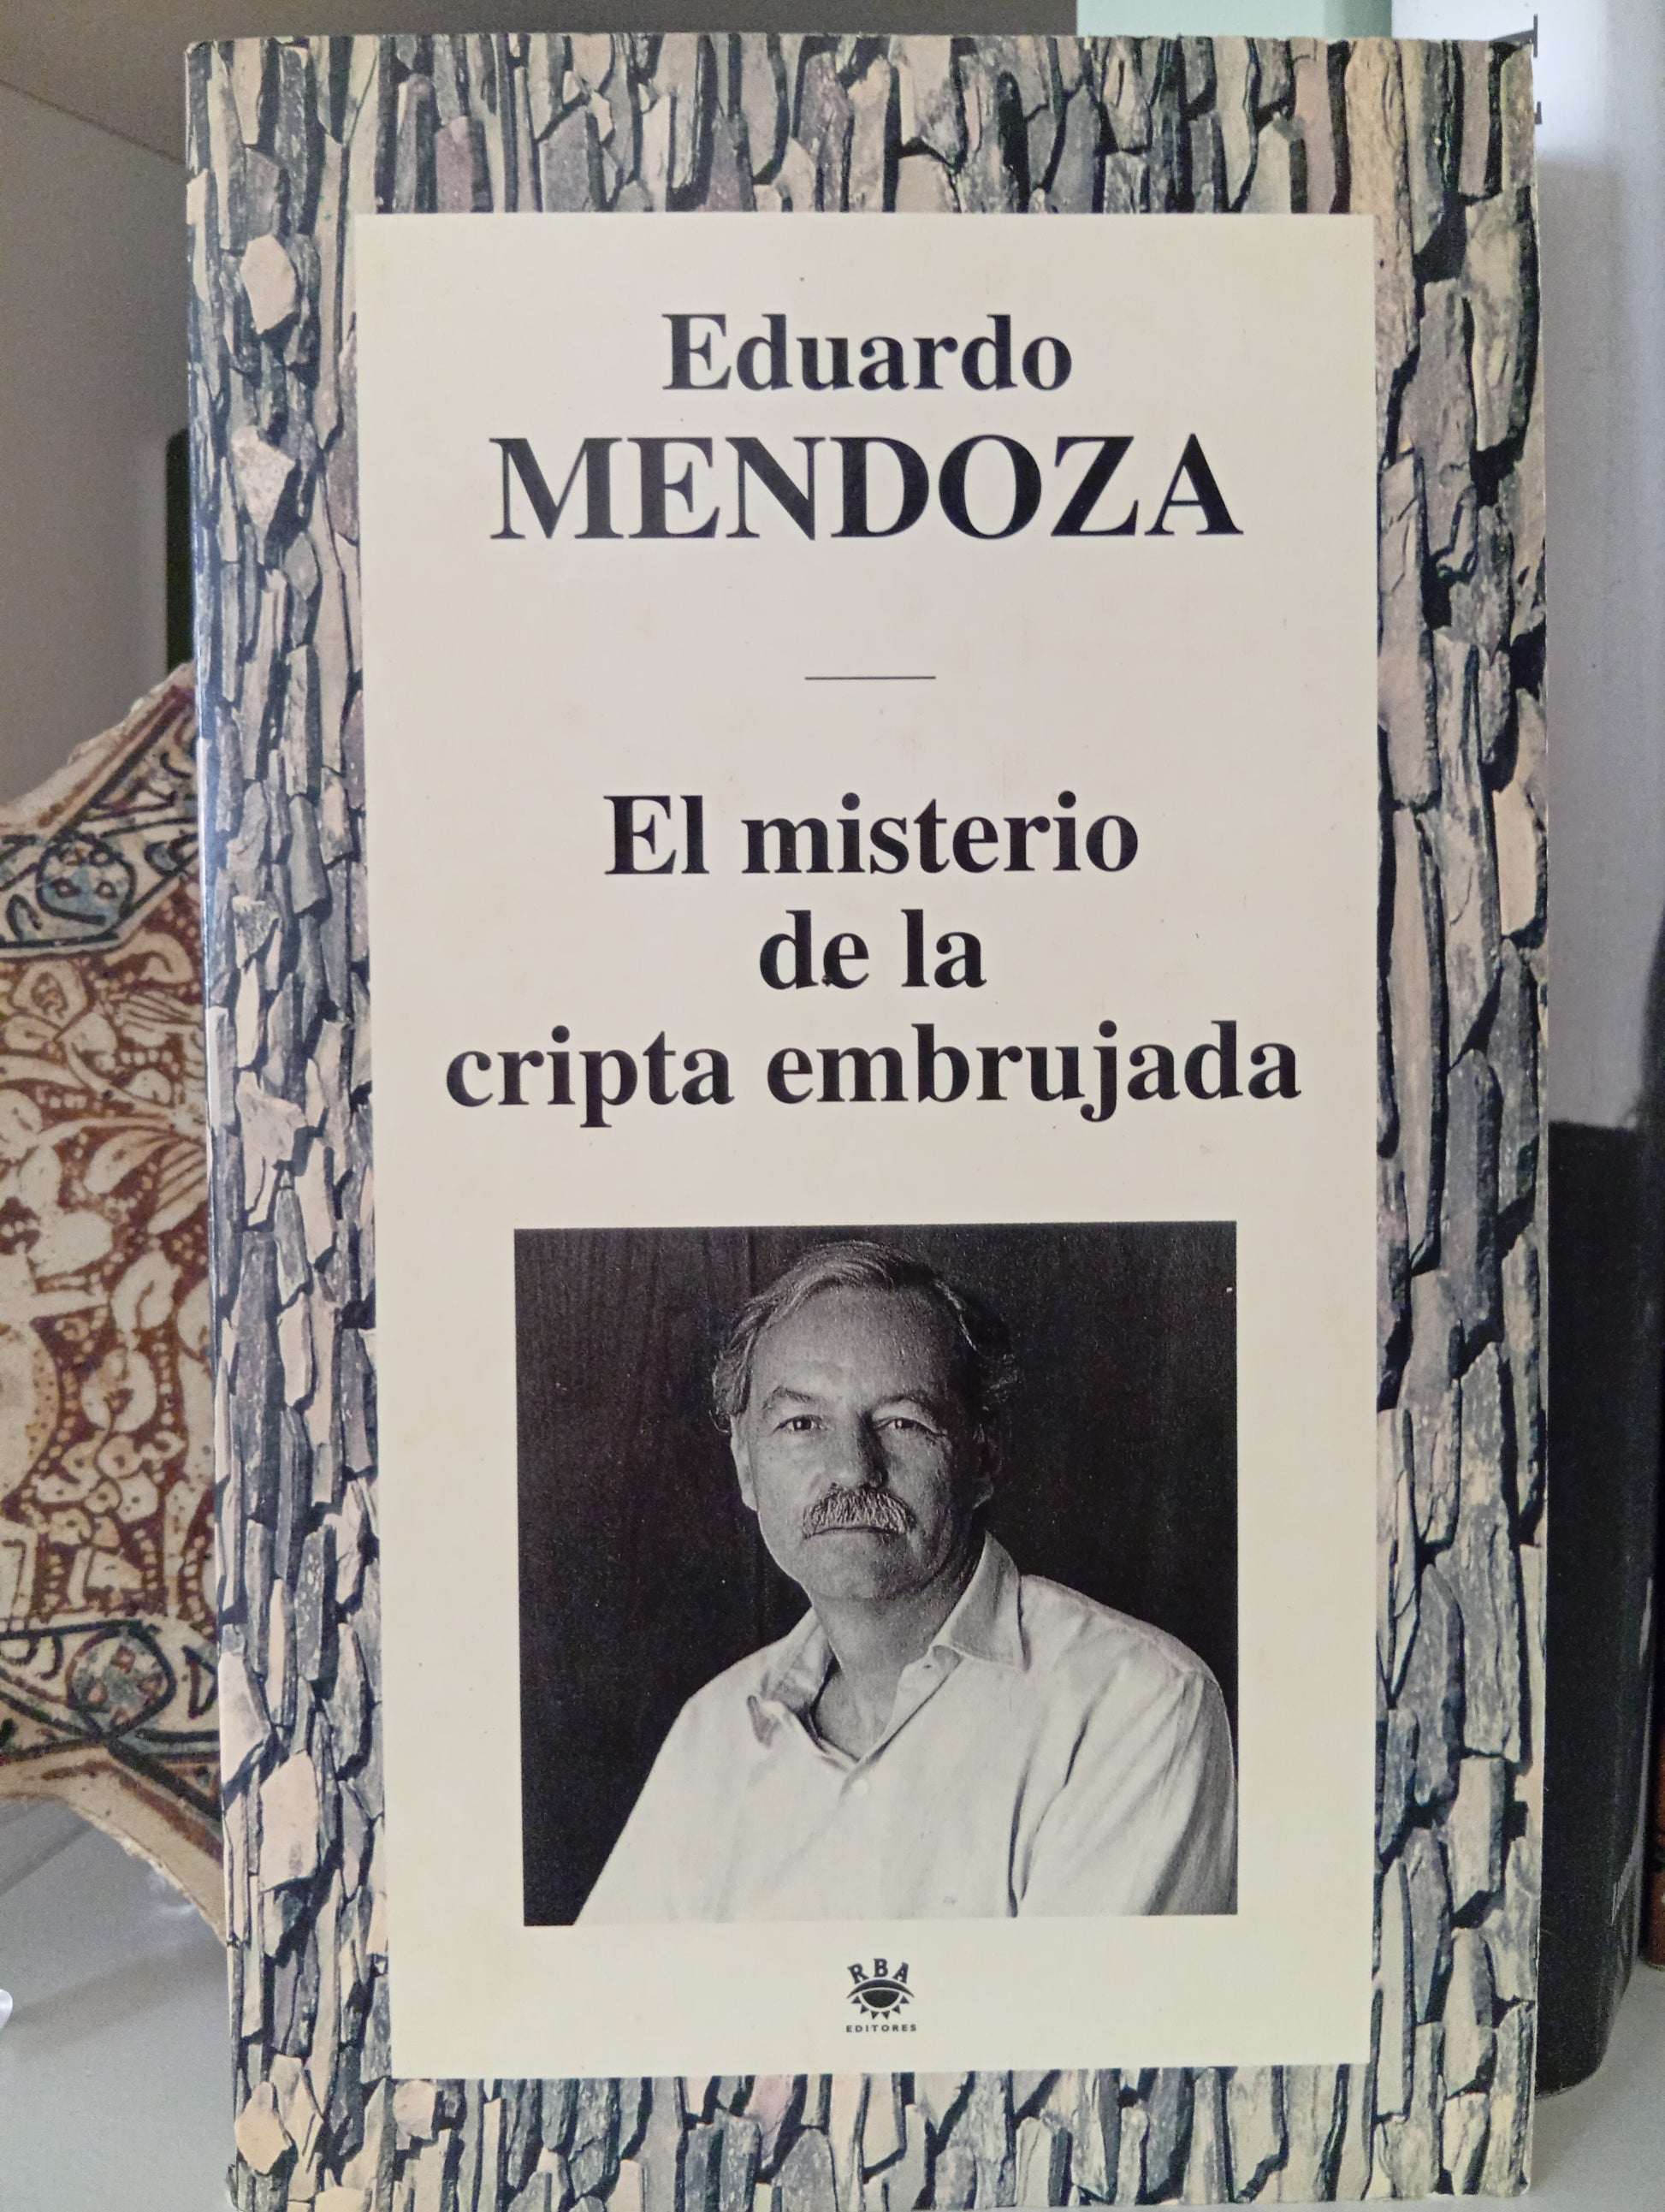 Eduardo
MENDOZA
El misterio
de la
cripta embrujada
RBA
EDITORES